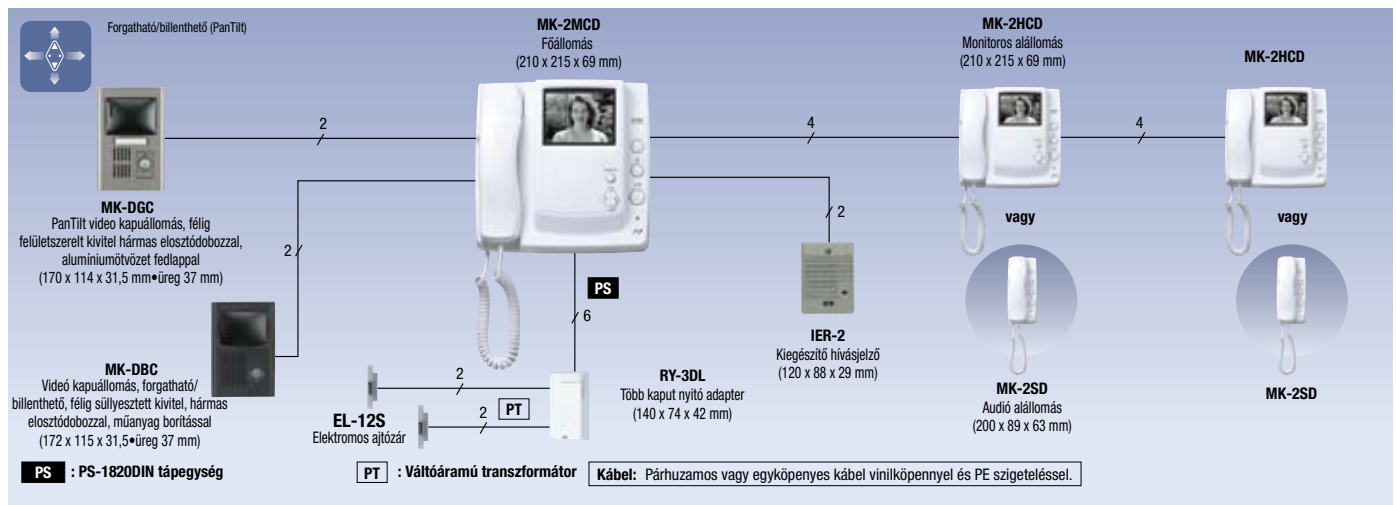 Forgatható/billenthető (PanTilt)
MK-2MCD
Főállomás
(210 x 215 x 69 mm)
MK-2HCD
Monitoros alállomás
(210 x 215 x 69 mm)
MK-2HCD
2
4
4
MK-DGC
PanTilt video kapuállomás, félig
felületszerelt kivitel hármas elosztódobozzal,
alumíniumötvözet fedlappal
(170 x 114 x 31,5 mm•üreg 37 mm)
2
2
vagy
vagy
PS
6
IER-2
Kiegészítő hívásjelző
(120 x 88 x 29 mm)
MK-DBC
Videó kapuállomás, forgatható/
billenthető, félig süllyesztett kivitel, hármas
elosztódobozzal, műanyag borítással
(172 x 115 x 31,5•üreg 37 mm)
2
2
PT
EL-12S
Elektromos ajtózár
RY-3DL
Több kaput nyitó adapter
(140 x 74 x 42 mm)
MK-2SD
Audió alállomás
(200 x 89 x 63 mm)
MK-2SD
PS : PS-1820DIN tápegység
PT : Váltóáramú transzformátor
Kábel: Párhuzamos vagy egyköpenyes kábel vinilköpennyel és PE szigeteléssel.